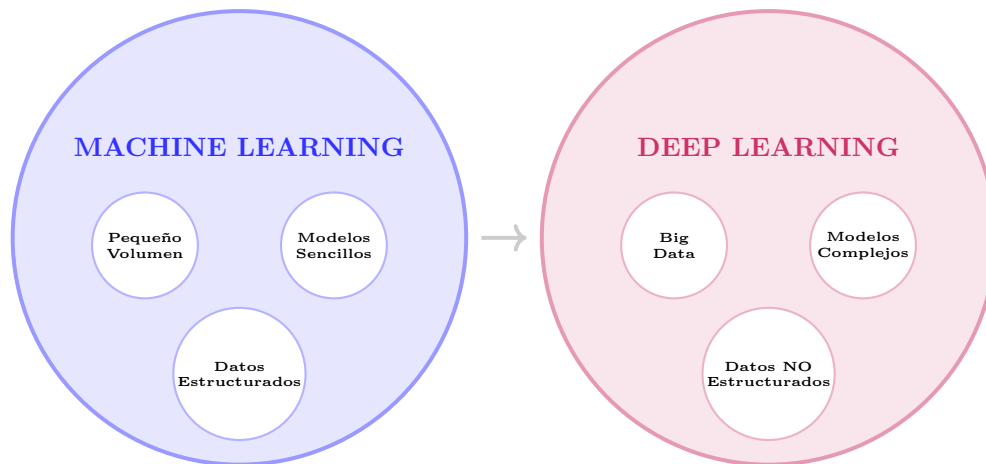 MACHINE LEARNING
Pequeño
Volumen
Modelos
Sencillos
Datos
Estructurados
DEEP LEARNING
Big
Data
Modelos
Complejos
Datos NO
Estructurados